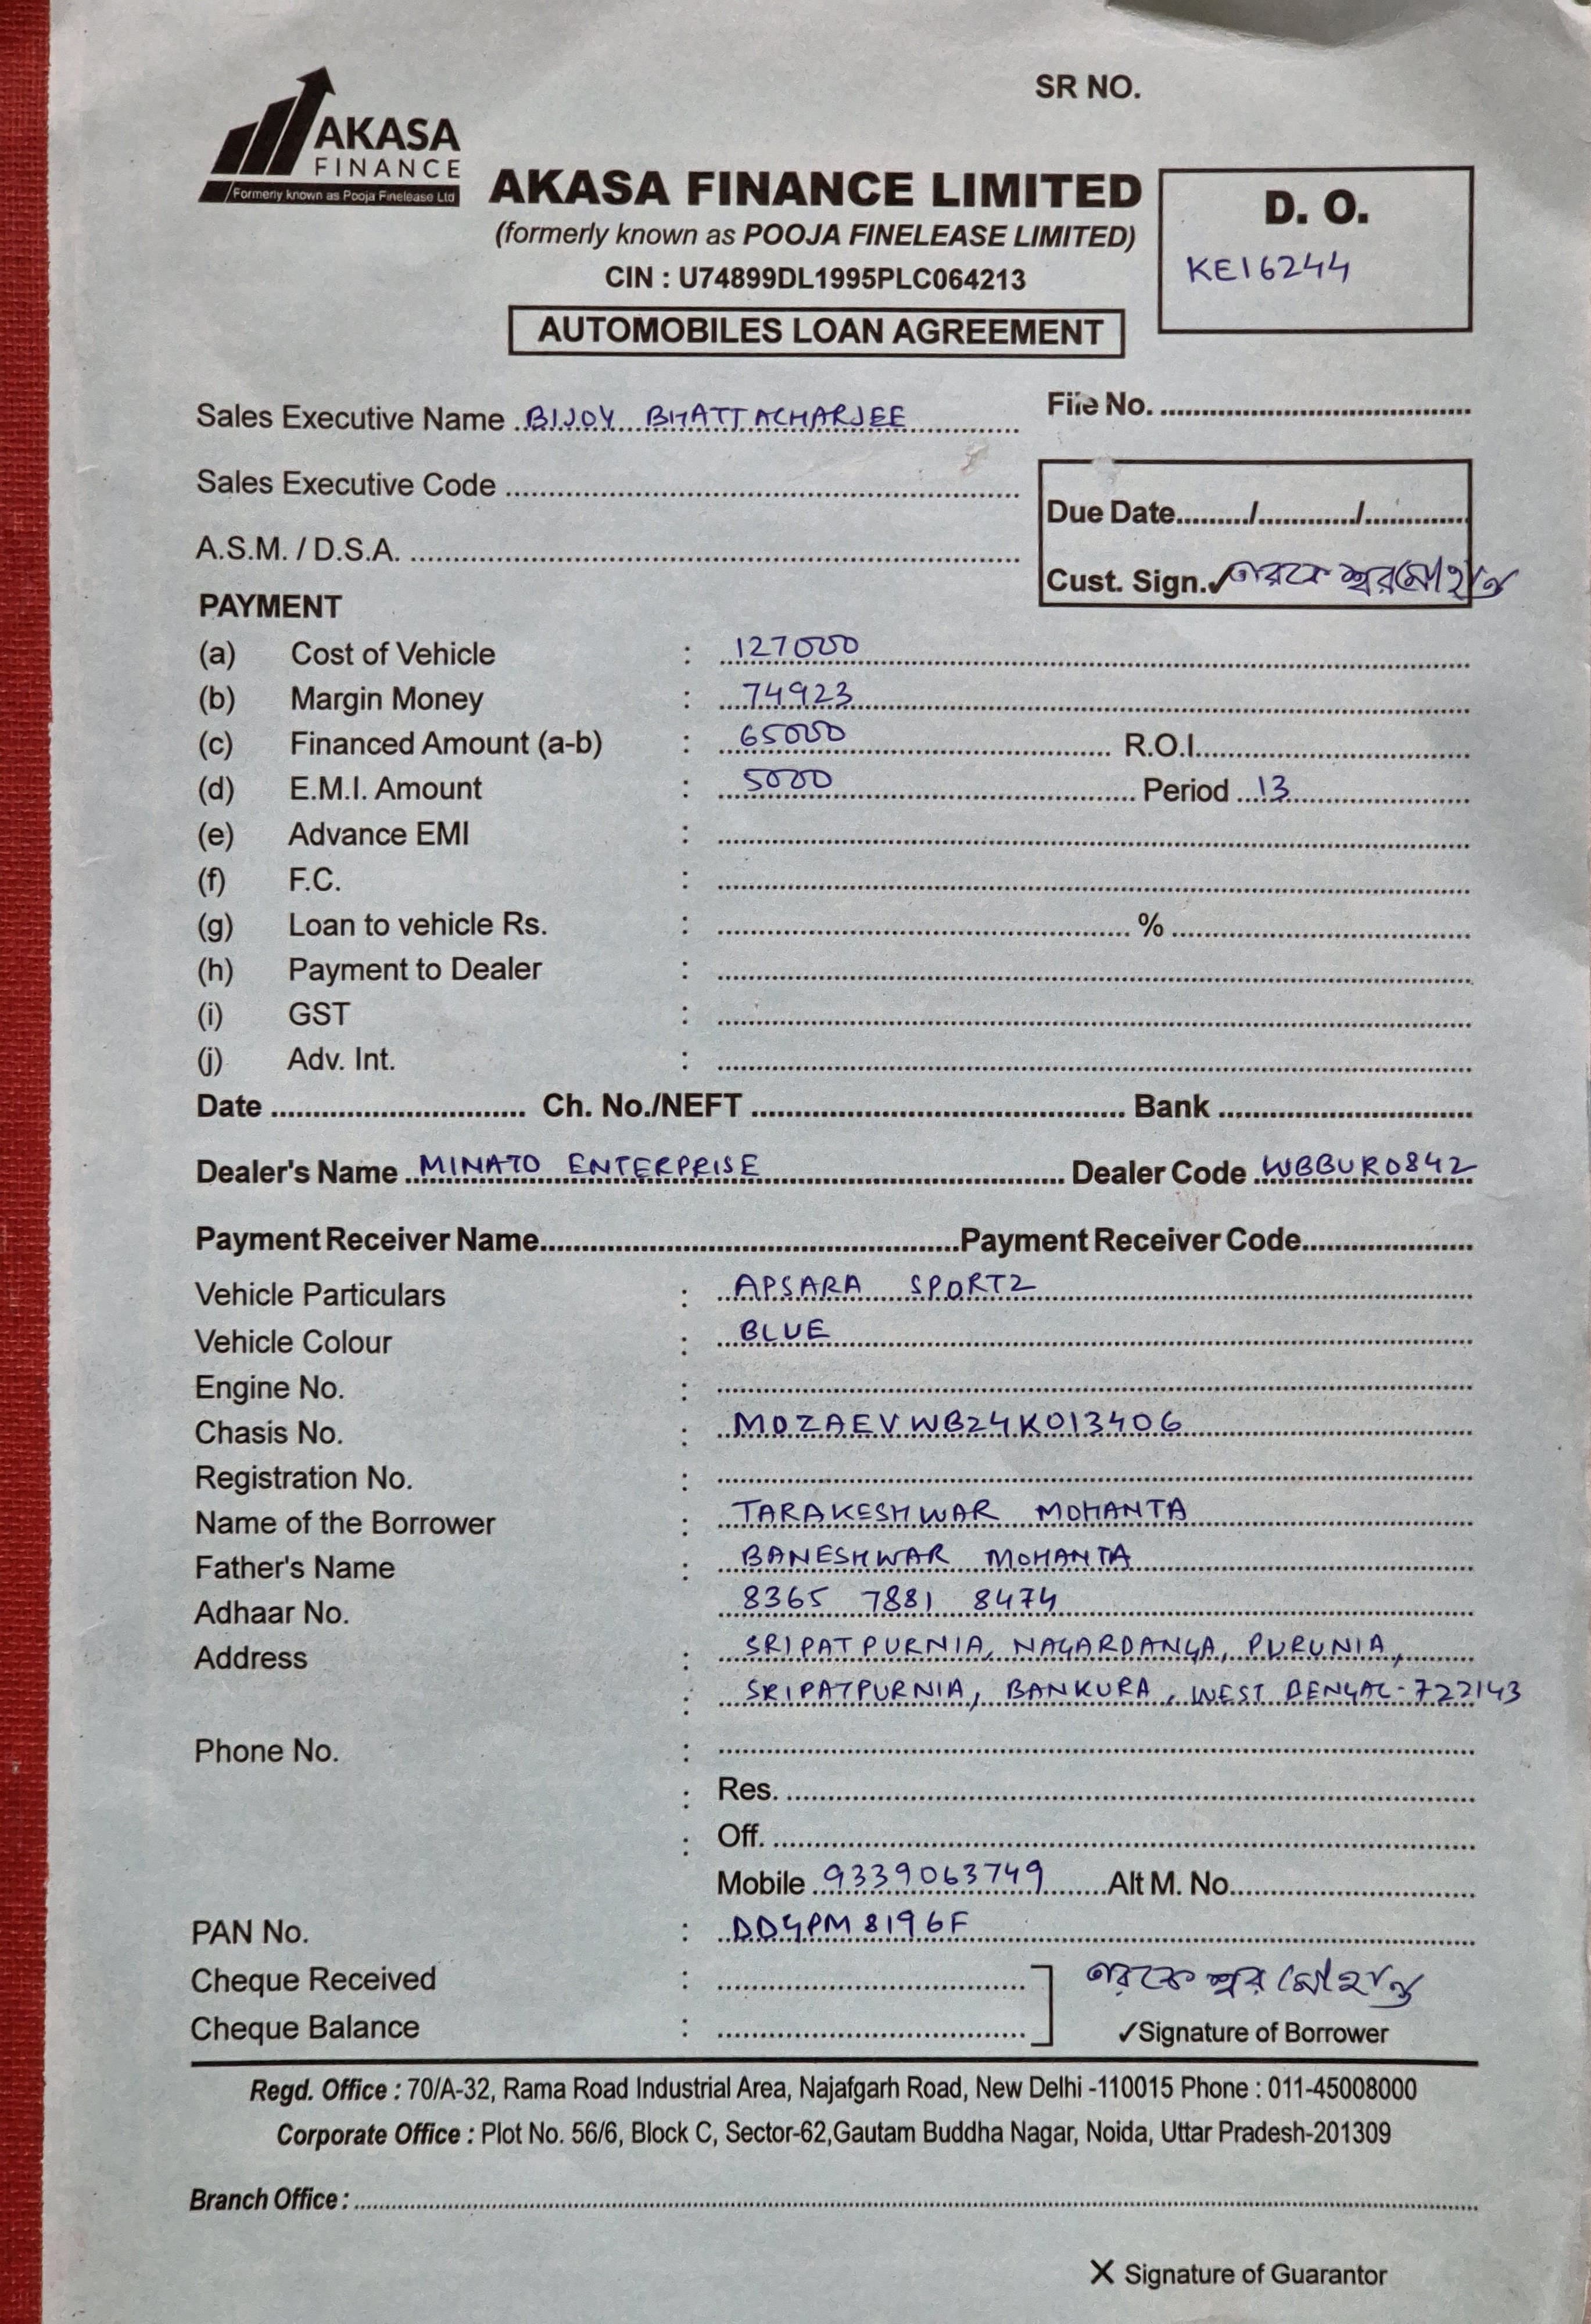 SR NO.
AKASA
FINANCE
Formerly known as Pooja Finelease Ltd
AKASA FINANCE LIMITED
(formerly known as POOJA FINELEASE LIMITED)
CIN : U74899DL1995PLC064213
AUTOMOBILES LOAN AGREEMENT
D. O.
KE16244
Sales Executive Name BIJOY BHATTACHARJEE
File No.
Sales Executive Code
Due Date / /
A.S.M. / D.S.A.
Cust. Sign. ✓ তারকেশ্বর মোহান্ত
PAYMENT
(a) Cost of Vehicle : 127000
(b) Margin Money : 74923
(c) Financed Amount (a-b) : 65000 R.O.I.
(d) E.M.I. Amount : 5000 Period 13
(e) Advance EMI :
(f) F.C. :
(g) Loan to vehicle Rs. : %
(h) Payment to Dealer :
(i) GST :
(j) Adv. Int. :
Date Ch. No./NEFT Bank
Dealer's Name MINATO ENTERPRISE Dealer Code WBBUR0842
Payment Receiver Name Payment Receiver Code
Vehicle Particulars : APSARA SPORTZ
Vehicle Colour : BLUE
Engine No. :
Chasis No. : MDZAEVWB24K013406
Registration No. :
Name of the Borrower : TARAKESHWAR MOHANTA
Father's Name : BANESHWAR MOHANTA
Adhaar No. 8365 7881 8474
Address : SRIPATPURNIA, NAGARDANGA, PURUNIA,
: SRIPATPURNIA, BANKURA, WEST BENGAL-722143
Phone No. :
: Res.
: Off.
Mobile 9339063749 Alt M. No.
PAN No. : DDGPM8196F
Cheque Received : তারকেশ্বর মোহান্ত
Cheque Balance : ✓Signature of Borrower
Regd. Office : 70/A-32, Rama Road Industrial Area, Najafgarh Road, New Delhi -110015 Phone : 011-45008000
Corporate Office : Plot No. 56/6, Block C, Sector-62,Gautam Buddha Nagar, Noida, Uttar Pradesh-201309
Branch Office :
X Signature of Guarantor